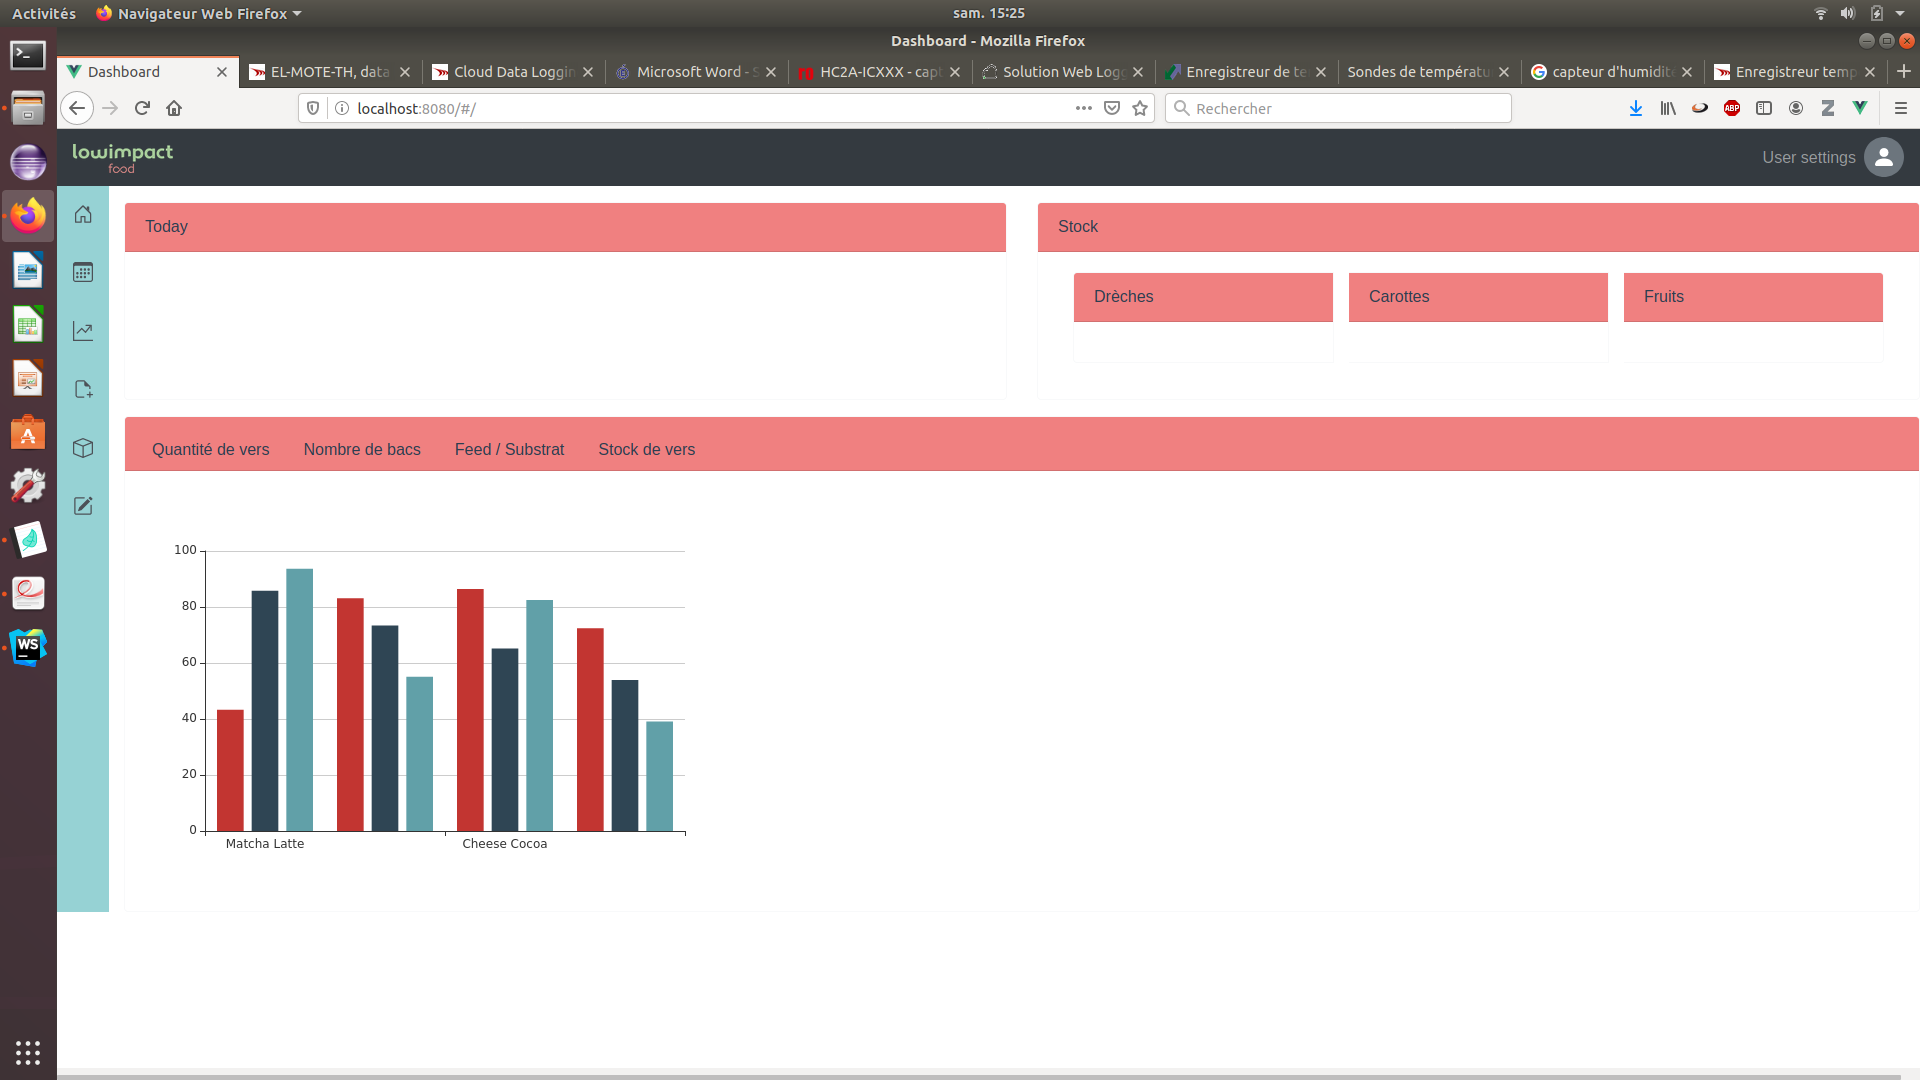 Activités Navigateur Web Firefox sam. 15:25
Dashboard - Mozilla Firefox
Dashboard EL-MOTE-TH, data Cloud Data Loggin Microsoft Word - S HC2A-ICXXX - capt Solution Web Logg Enregistreur de te Sondes de températu capteur d'humidité Enregistreur temp
localhost:8080/#/ Rechercher ABP
lowimpact
food
User settings
Today Stock
Drèches Carottes Fruits
Quantité de vers Nombre de bacs Feed / Substrat Stock de vers
100
80
60
40
20
0
Matcha Latte Cheese Cocoa
WS